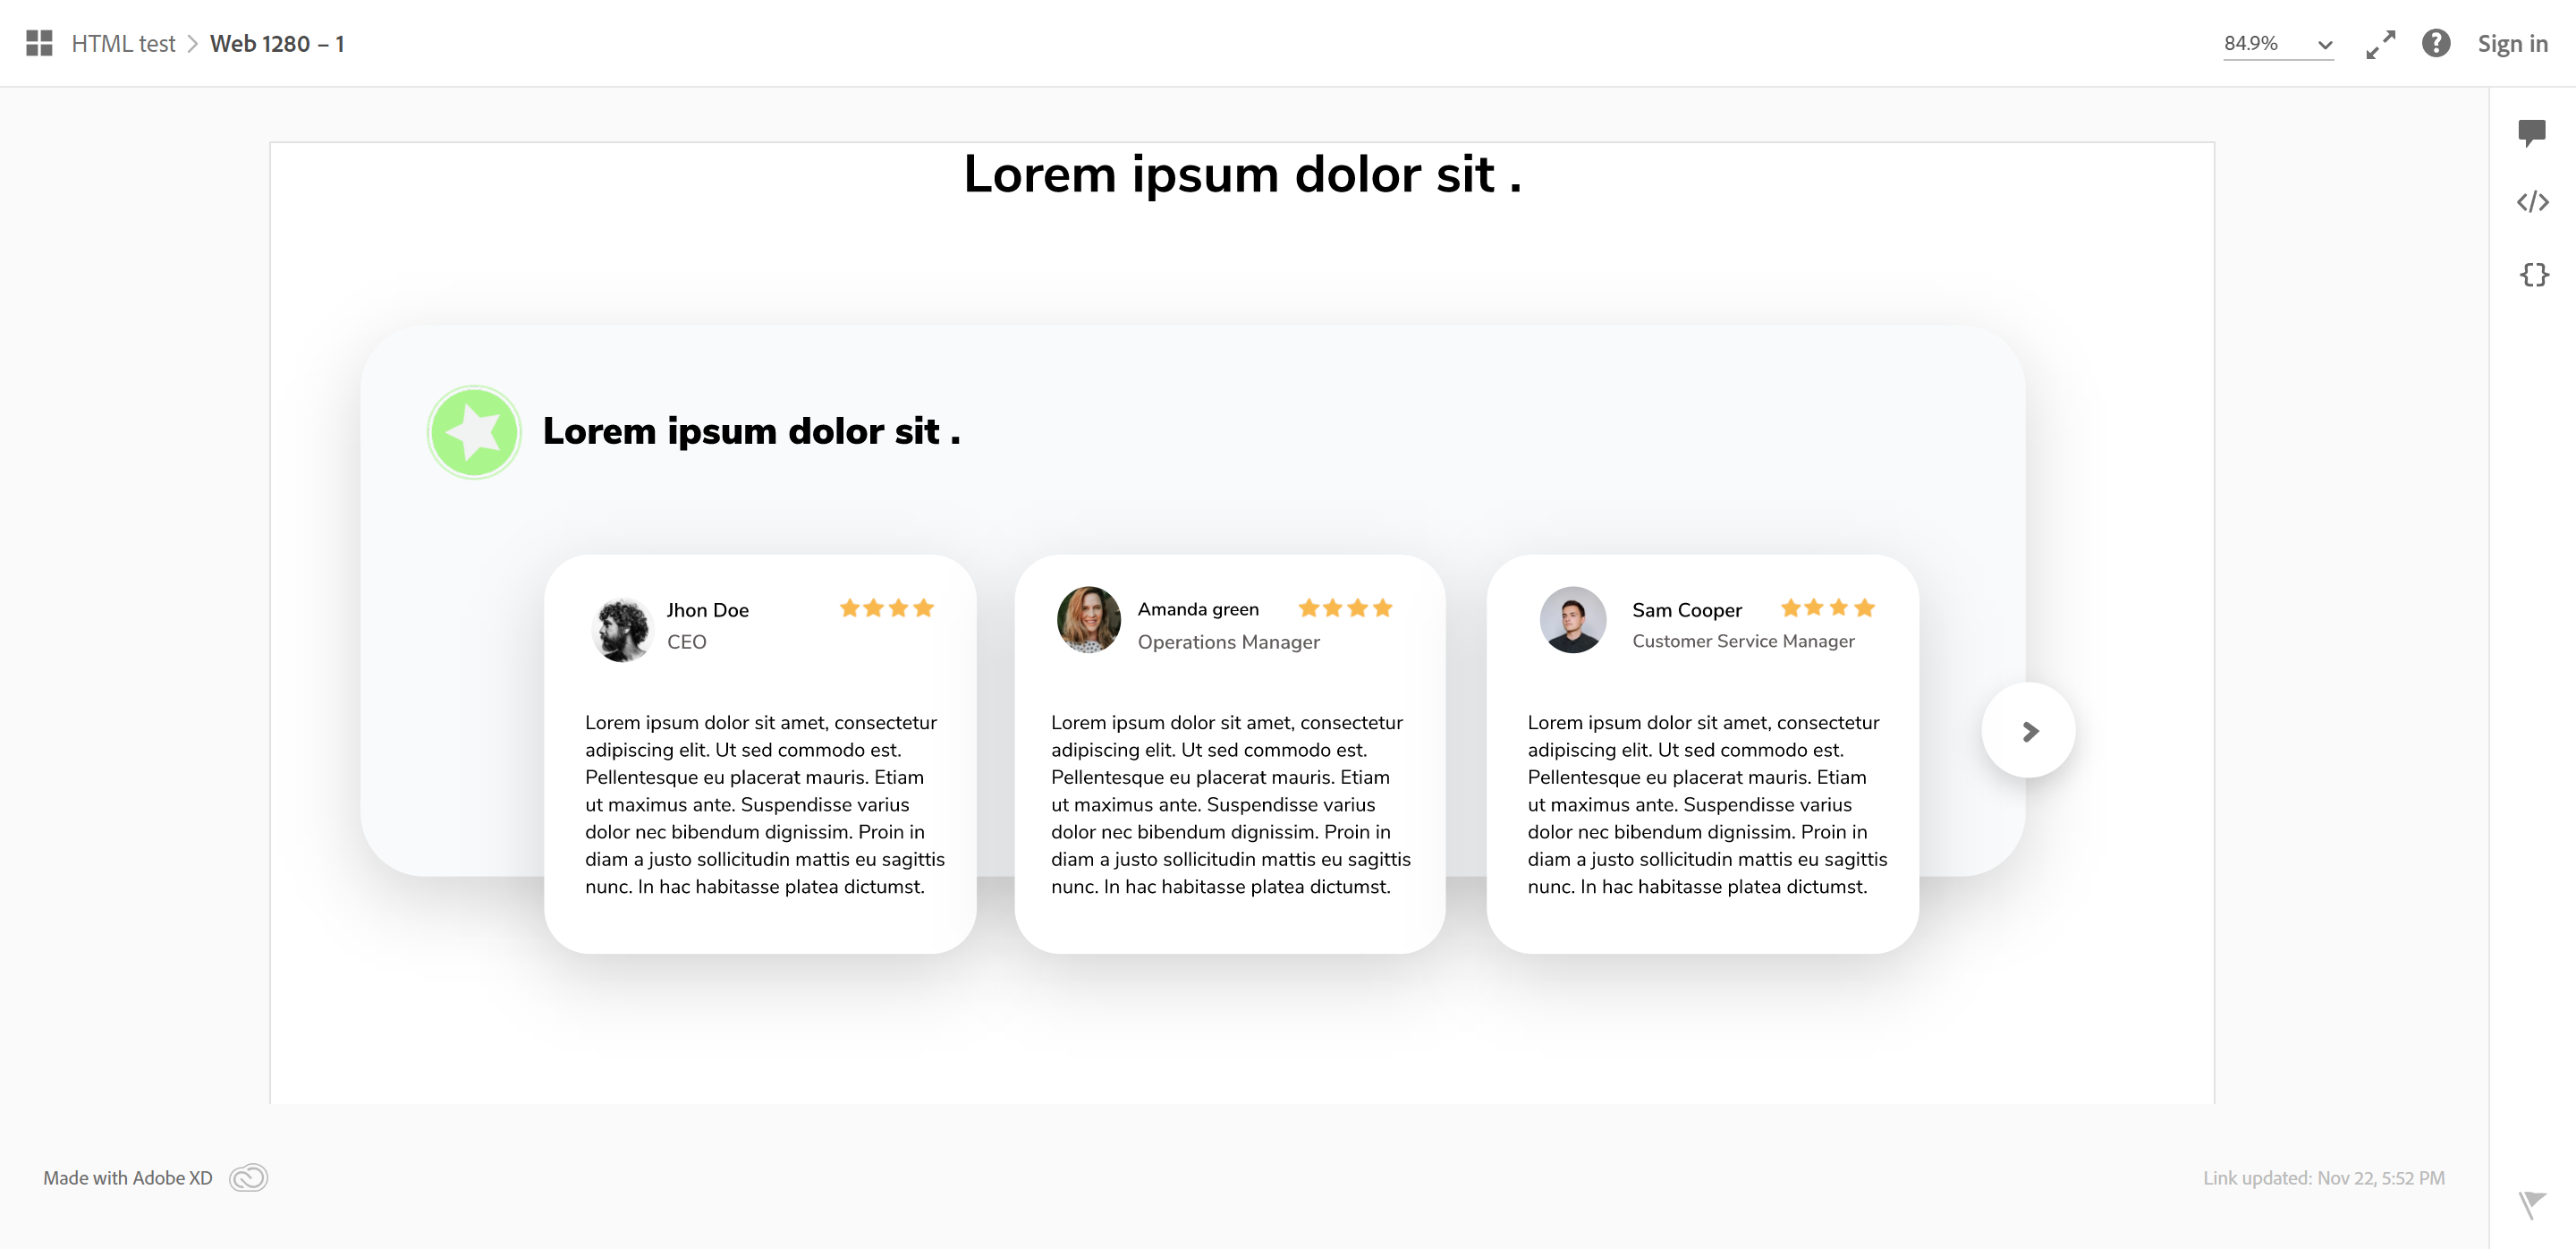 HTML test > Web 1280 – 1
84.9%
Sign in
Lorem ipsum dolor sit .
Lorem ipsum dolor sit .
Jhon Doe
CEO
Lorem ipsum dolor sit amet, consectetur
adipiscing elit. Ut sed commodo est.
Pellentesque eu placerat mauris. Etiam
ut maximus ante. Suspendisse varius
dolor nec bibendum dignissim. Proin in
diam a justo sollicitudin mattis eu sagittis
nunc. In hac habitasse platea dictumst.
Amanda green
Operations Manager
Lorem ipsum dolor sit amet, consectetur
adipiscing elit. Ut sed commodo est.
Pellentesque eu placerat mauris. Etiam
ut maximus ante. Suspendisse varius
dolor nec bibendum dignissim. Proin in
diam a justo sollicitudin mattis eu sagittis
nunc. In hac habitasse platea dictumst.
Sam Cooper
Customer Service Manager
Lorem ipsum dolor sit amet, consectetur
adipiscing elit. Ut sed commodo est.
Pellentesque eu placerat mauris. Etiam
ut maximus ante. Suspendisse varius
dolor nec bibendum dignissim. Proin in
diam a justo sollicitudin mattis eu sagittis
nunc. In hac habitasse platea dictumst.
Made with Adobe XD
Link updated: Nov 22, 5:52 PM